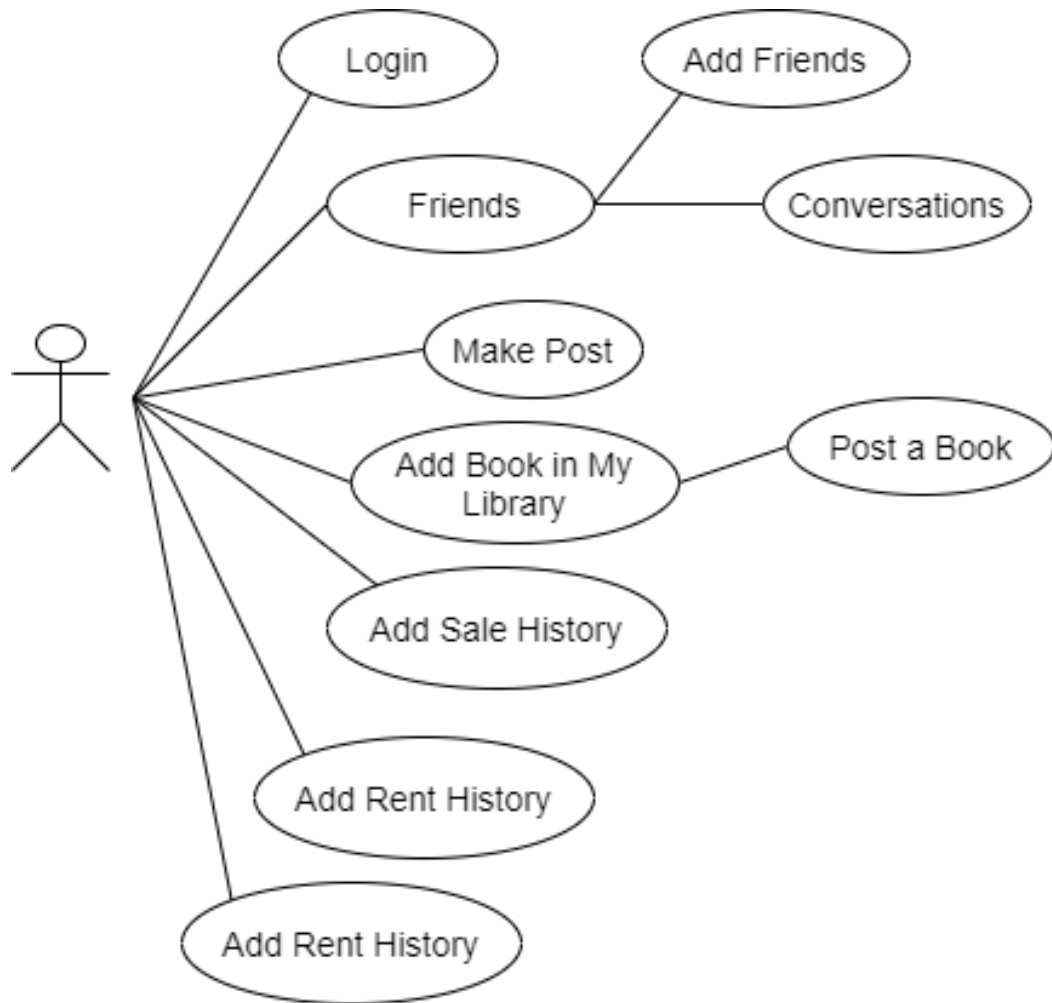 Login
Add Friends
Friends
Conversations
Make Post
Add Book in My
Library
Post a Book
Add Sale History
Add Rent History
Add Rent History